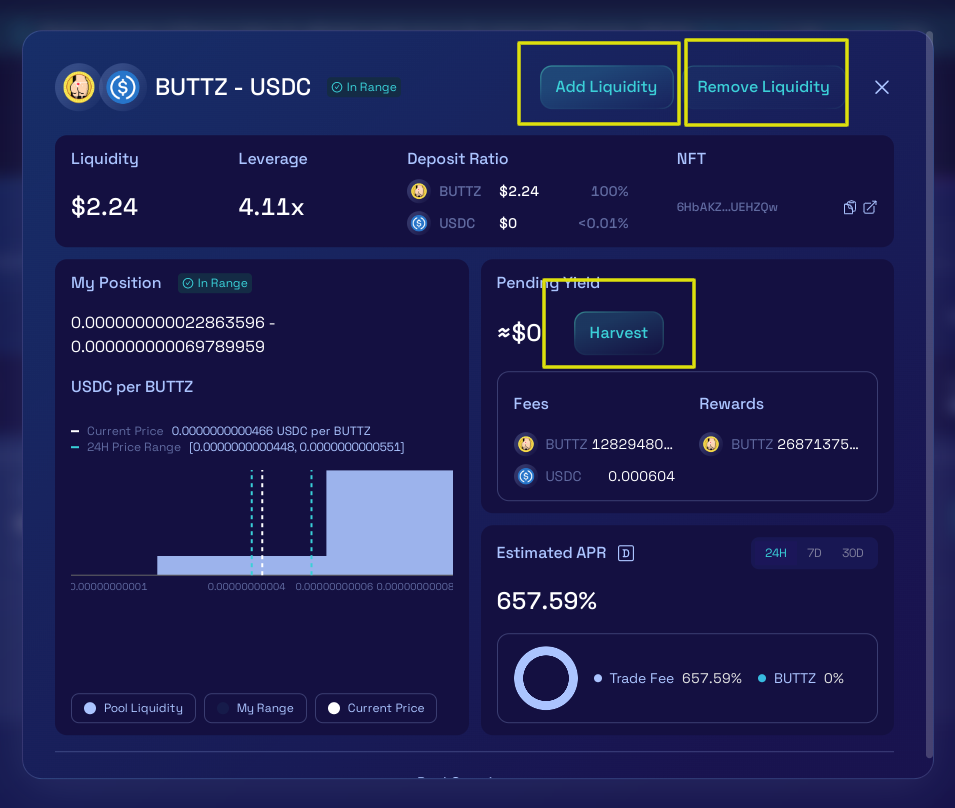 BUTTZ - USDC In Range Add Liquidity Remove Liquidity
Liquidity Leverage Deposit Ratio NFT
$2.24 4.11x BUTTZ $2.24 100% 6HbAKZ...UEHZQw
USDC $0 <0.01%
My Position In Range
0.000000000022863596 -
0.000000000069789959
USDC per BUTTZ
Current Price 0.0000000000466 USDC per BUTTZ
24H Price Range [0.0000000000448, 0.0000000000551]
0.00000000001 0.00000000004 0.00000000006 0.00000000008
Pool Liquidity My Range Current Price
Pending Yield
≈$0 Harvest
Fees Rewards
BUTTZ 12829480... BUTTZ 26871375...
USDC 0.000604
Estimated APR D 24H 7D 30D
657.59%
Trade Fee 657.59% BUTTZ 0%